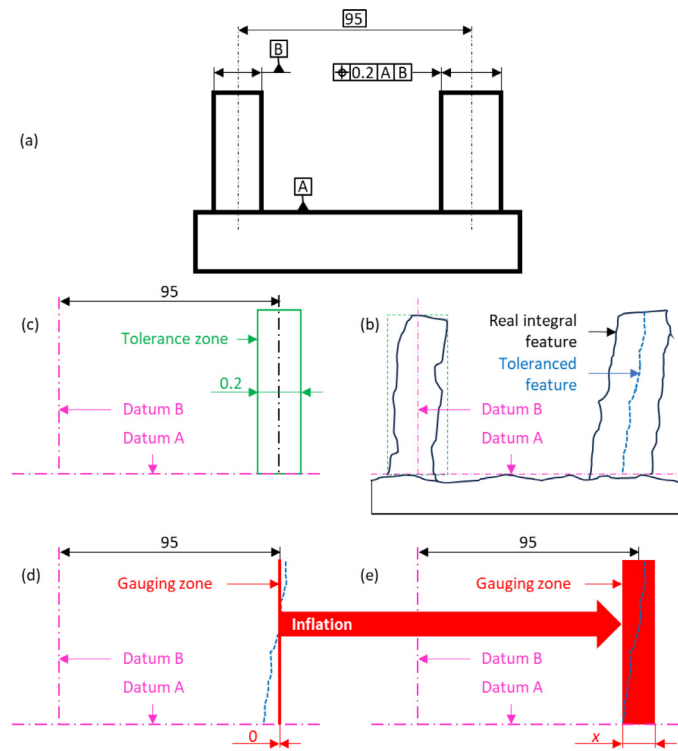 95
B
⌖ 0.2 A B
(a)
A
95
(c)
Tolerance zone
0.2
Datum B
Datum A
(b)
Real integral
feature
Toleranced
feature
Datum B
Datum A
95
(d)
Gauging zone
Inflation
Datum B
Datum A
0
95
(e)
Gauging zone
Datum B
Datum A
x